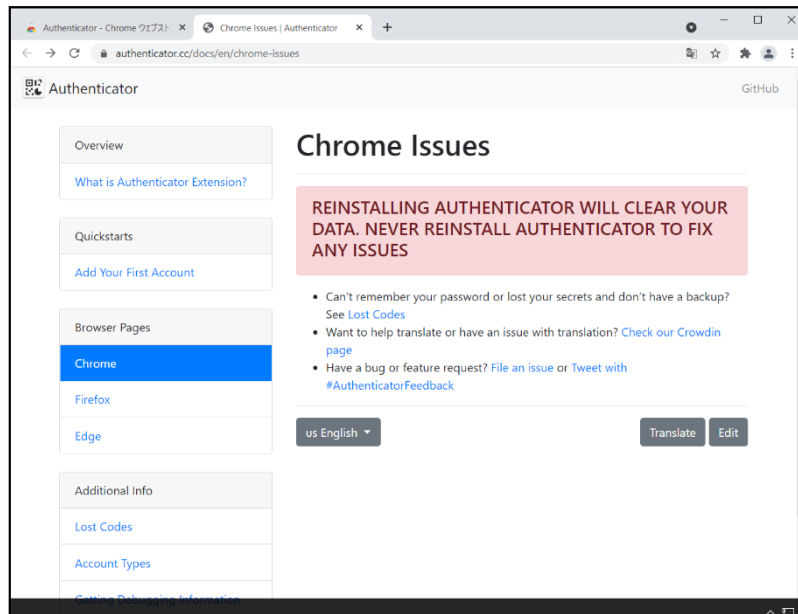 Authenticator - Chrome ウェブスト
Chrome Issues | Authenticator
authenticator.cc/docs/en/chrome-issues
Authenticator
GitHub
Overview
What is Authenticator Extension?
Quickstarts
Add Your First Account
Browser Pages
Chrome
Firefox
Edge
Additional Info
Lost Codes
Account Types
Getting Debugging Information
Chrome Issues
REINSTALLING AUTHENTICATOR WILL CLEAR YOUR
DATA. NEVER REINSTALL AUTHENTICATOR TO FIX
ANY ISSUES
• Can't remember your password or lost your secrets and don't have a backup?
See Lost Codes
• Want to help translate or have an issue with translation? Check our Crowdin
page
• Have a bug or feature request? File an issue or Tweet with
#AuthenticatorFeedback
us English
Translate
Edit